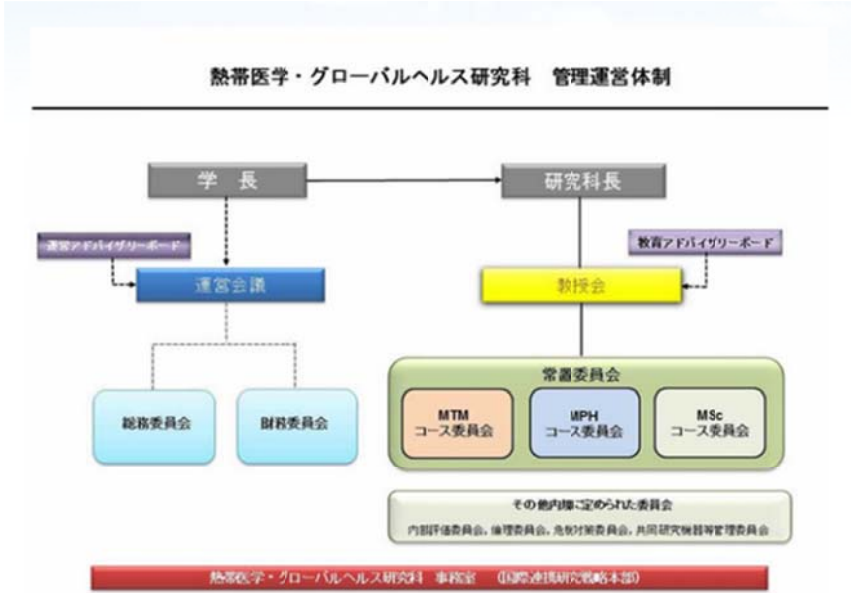 熱帯医学・グローバルヘルス研究科　管理運営体制
学　長
研究科長
運営アドバイザリーボード
教育アドバイザリーボード
運営会議
教授会
常置委員会
総務委員会
財務委員会
MTM
コース委員会
MPH
コース委員会
MSc
コース委員会
その他内規に定められた委員会
内部評価委員会，倫理委員会，危機対策委員会，共同研究機器等管理委員会
熱帯医学・グローバルヘルス研究科　事務室　（国際連携研究戦略本部）